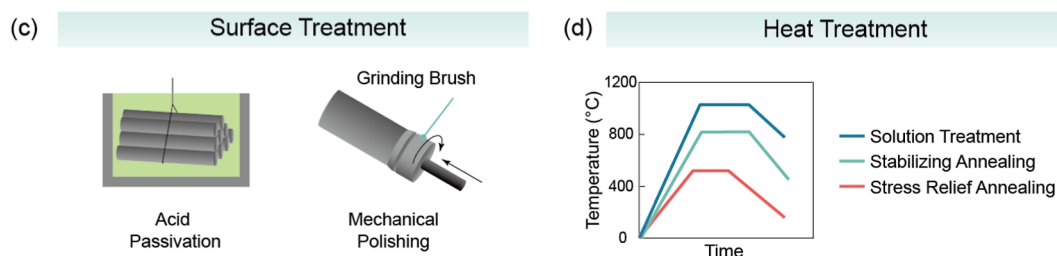 (c) Surface Treatment
Grinding Brush
Acid
Passivation
Mechanical
Polishing
(d) Heat Treatment
Temperature (°C)
1200
800
400
0
Time
Solution Treatment
Stabilizing Annealing
Stress Relief Annealing